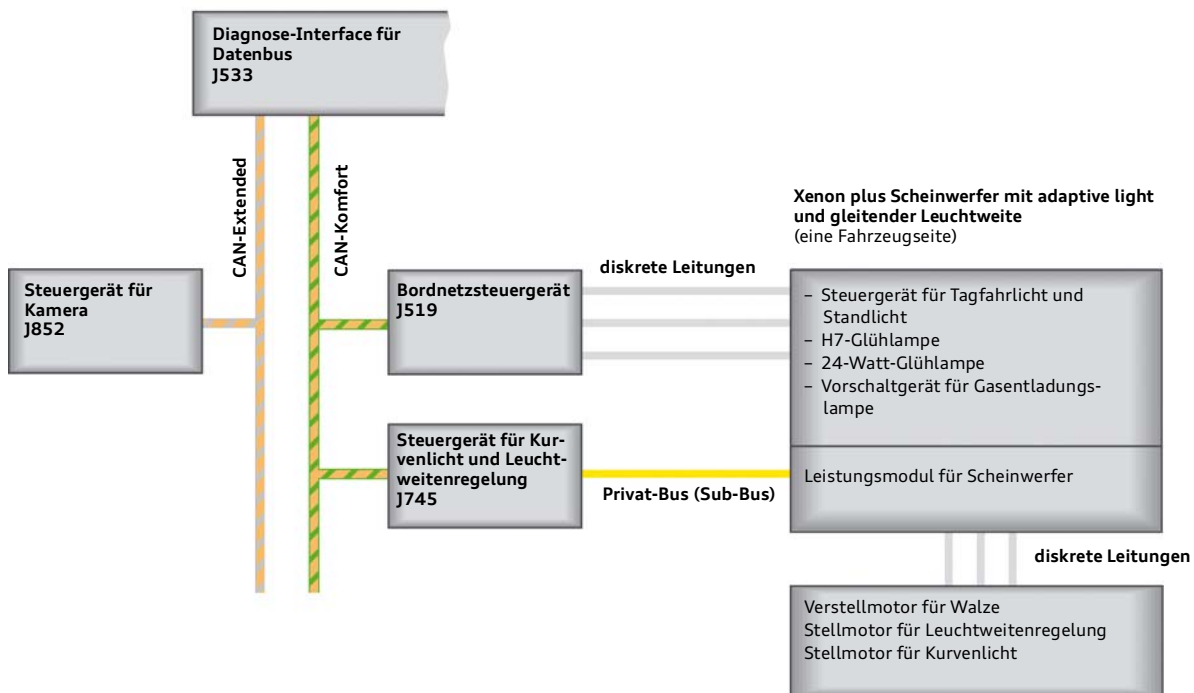 Diagnose-Interface für
Datenbus
J533
CAN-Extended
CAN-Komfort
Xenon plus Scheinwerfer mit adaptive light
und gleitender Leuchtweite
(eine Fahrzeugseite)
Steuergerät für
Kamera
J852
Bordnetzsteuergerät
J519
diskrete Leitungen
– Steuergerät für Tagfahrlicht und
Standlicht
– H7-Glühlampe
– 24-Watt-Glühlampe
– Vorschaltgerät für Gasentladungs-
lampe
Steuergerät für Kur-
venlicht und Leucht-
weitenregelung
J745
Privat-Bus (Sub-Bus)
Leistungsmodul für Scheinwerfer
diskrete Leitungen
Verstellmotor für Walze
Stellmotor für Leuchtweitenregelung
Stellmotor für Kurvenlicht